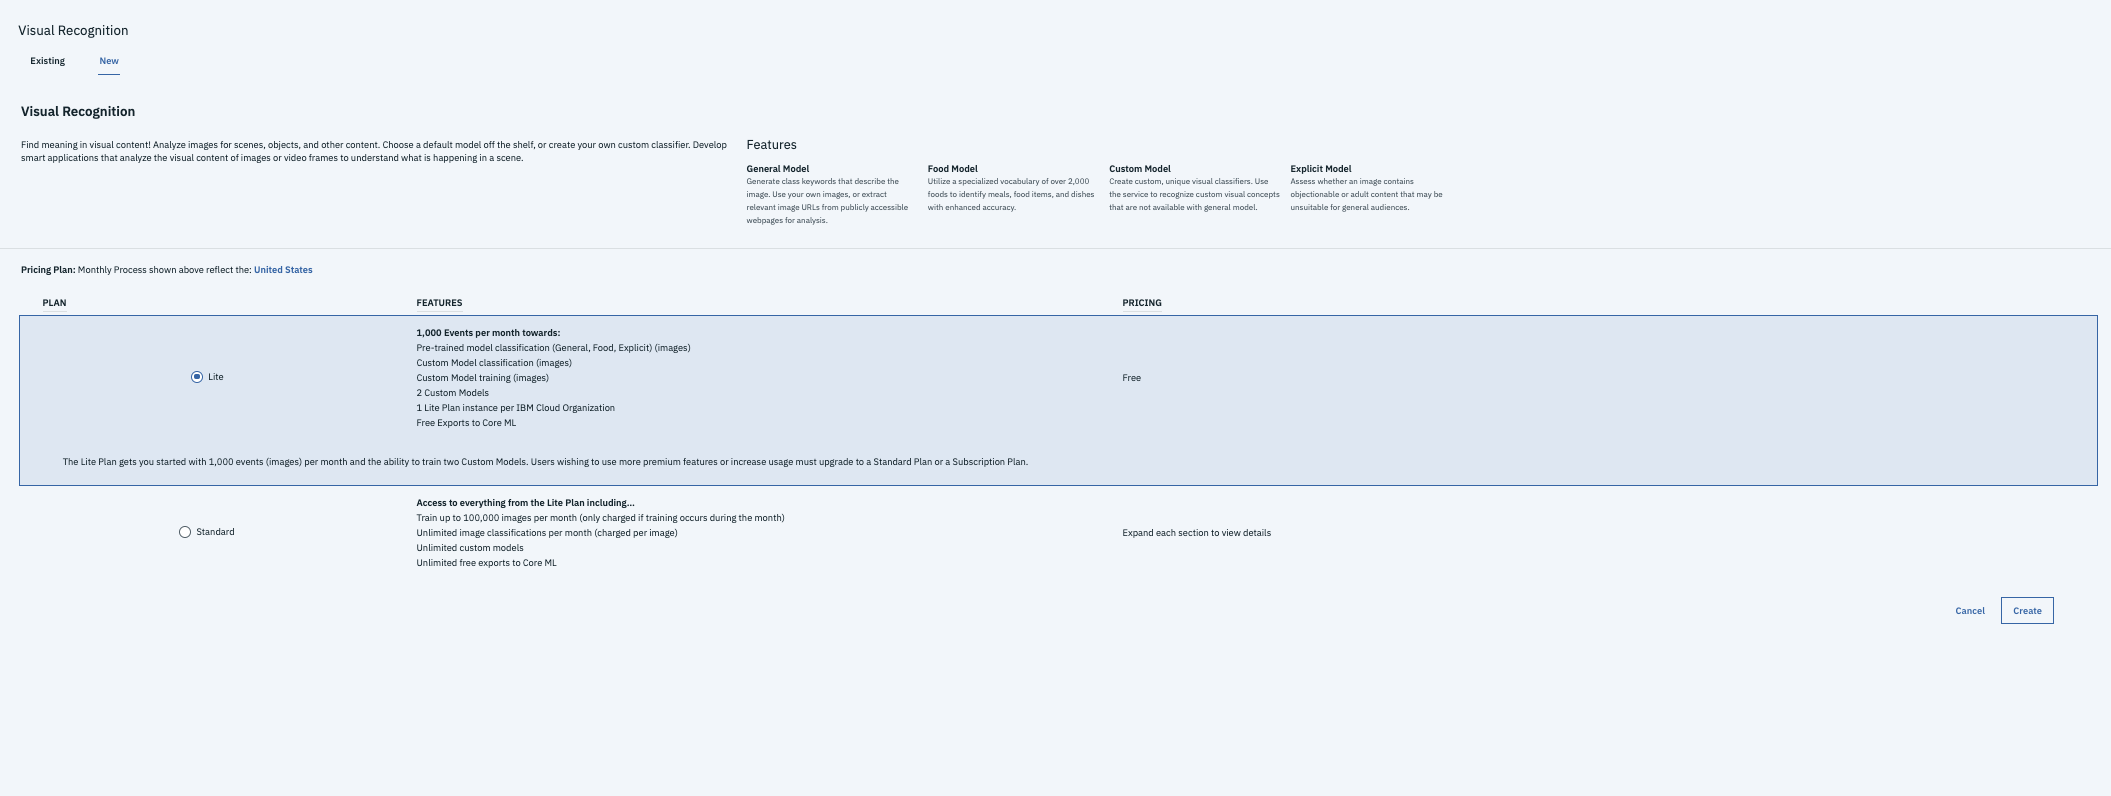 Visual Recognition
Existing
New
Visual Recognition
Find meaning in visual content! Analyze images for scenes, objects, and other content. Choose a default model off the shelf, or create your own custom classifier. Develop
smart applications that analyze the visual content of images or video frames to understand what is happening in a scene.
Features
General Model
Generate class keywords that describe the
image. Use your own images, or extract
relevant image URLs from publicly accessible
webpages for analysis.
Food Model
Utilize a specialized vocabulary of over 2,000
foods to identify meals, food items, and dishes
with enhanced accuracy.
Custom Model
Create custom, unique visual classifiers. Use
the service to recognize custom visual concepts
that are not available with general model.
Explicit Model
Assess whether an image contains
objectionable or adult content that may be
unsuitable for general audiences.
Pricing Plan: Monthly Process shown above reflect the: United States
PLAN
FEATURES
PRICING
Lite
1,000 Events per month towards:
Pre-trained model classification (General, Food, Explicit) (images)
Custom Model classification (images)
Custom Model training (images)
2 Custom Models
1 Lite Plan instance per IBM Cloud Organization
Free Exports to Core ML
Free
The Lite Plan gets you started with 1,000 events (images) per month and the ability to train two Custom Models. Users wishing to use more premium features or increase usage must upgrade to a Standard Plan or a Subscription Plan.
Standard
Access to everything from the Lite Plan including...
Train up to 100,000 images per month (only charged if training occurs during the month)
Unlimited image classifications per month (charged per image)
Unlimited custom models
Unlimited free exports to Core ML
Expand each section to view details
Cancel
Create